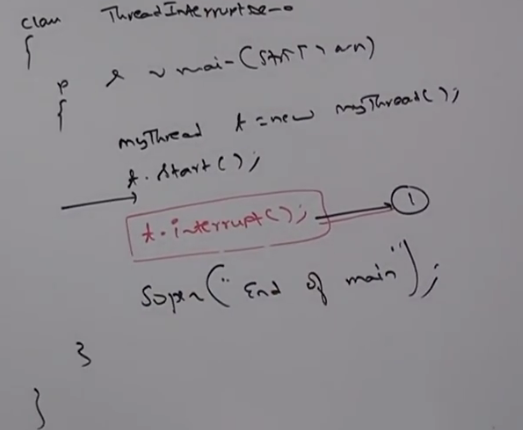 class ThreadInterruptDemo
{
p s v main(String[] args)
{
myThread t = new myThread();
t.start();
t.interrupt(); 1
Sopln("End of main");
}
}